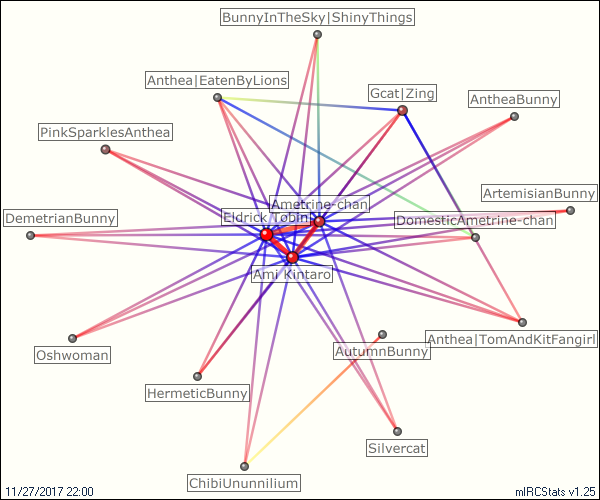 BunnyInTheSky|ShinyThings
Anthea|EatenByLions
Gcat|Zing
AntheaBunny
PinkSparklesAnthea
ArtemisianBunny
Ametrine-chan
DemetrianBunny
Eldrick Tobin
DomesticAmetrine-chan
Ami Kintaro
Anthea|TomAndKitFangirl
Oshwoman
AutumnBunny
HermeticBunny
Silvercat
ChibiUnunnilium
11/27/2017 22:00
mIRCStats v1.25